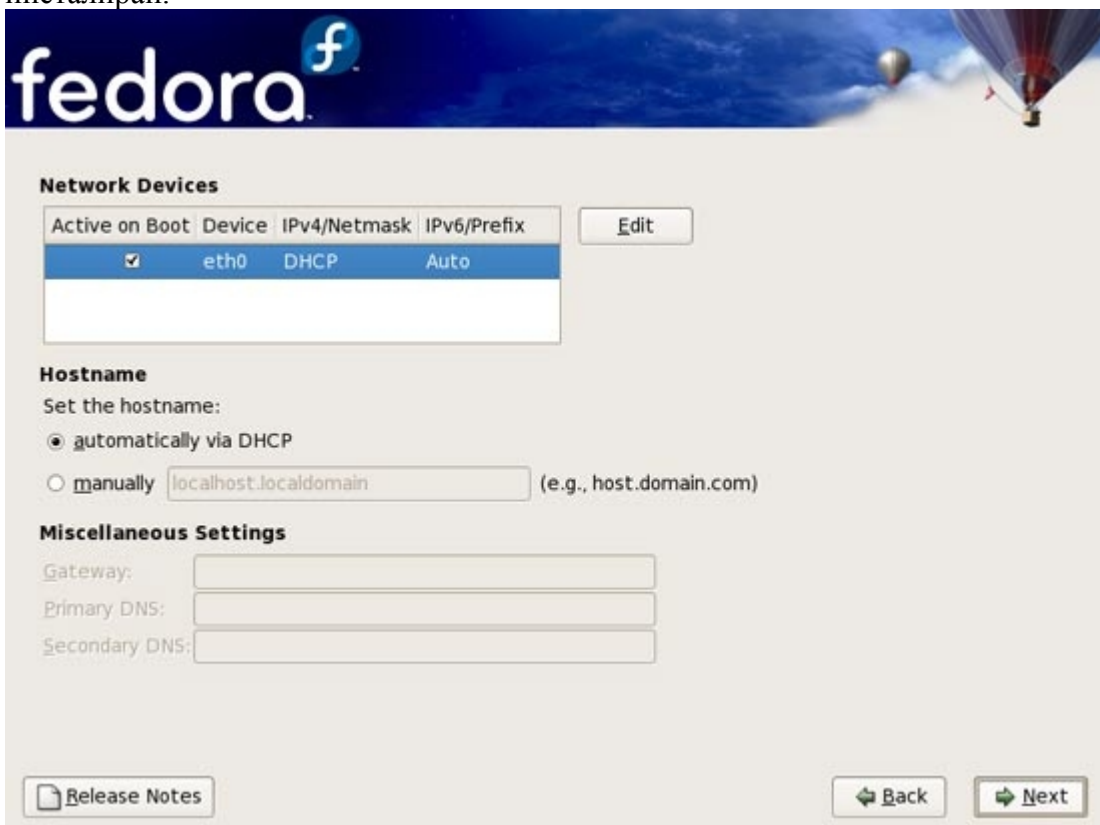 fedora
Network Devices
Active on Boot Device IPv4/Netmask IPv6/Prefix
Edit
eth0 DHCP Auto
Hostname
Set the hostname:
automatically via DHCP
manually localhost.localdomain (e.g., host.domain.com)
Miscellaneous Settings
Gateway:
Primary DNS:
Secondary DNS:
Release Notes
Back
Next